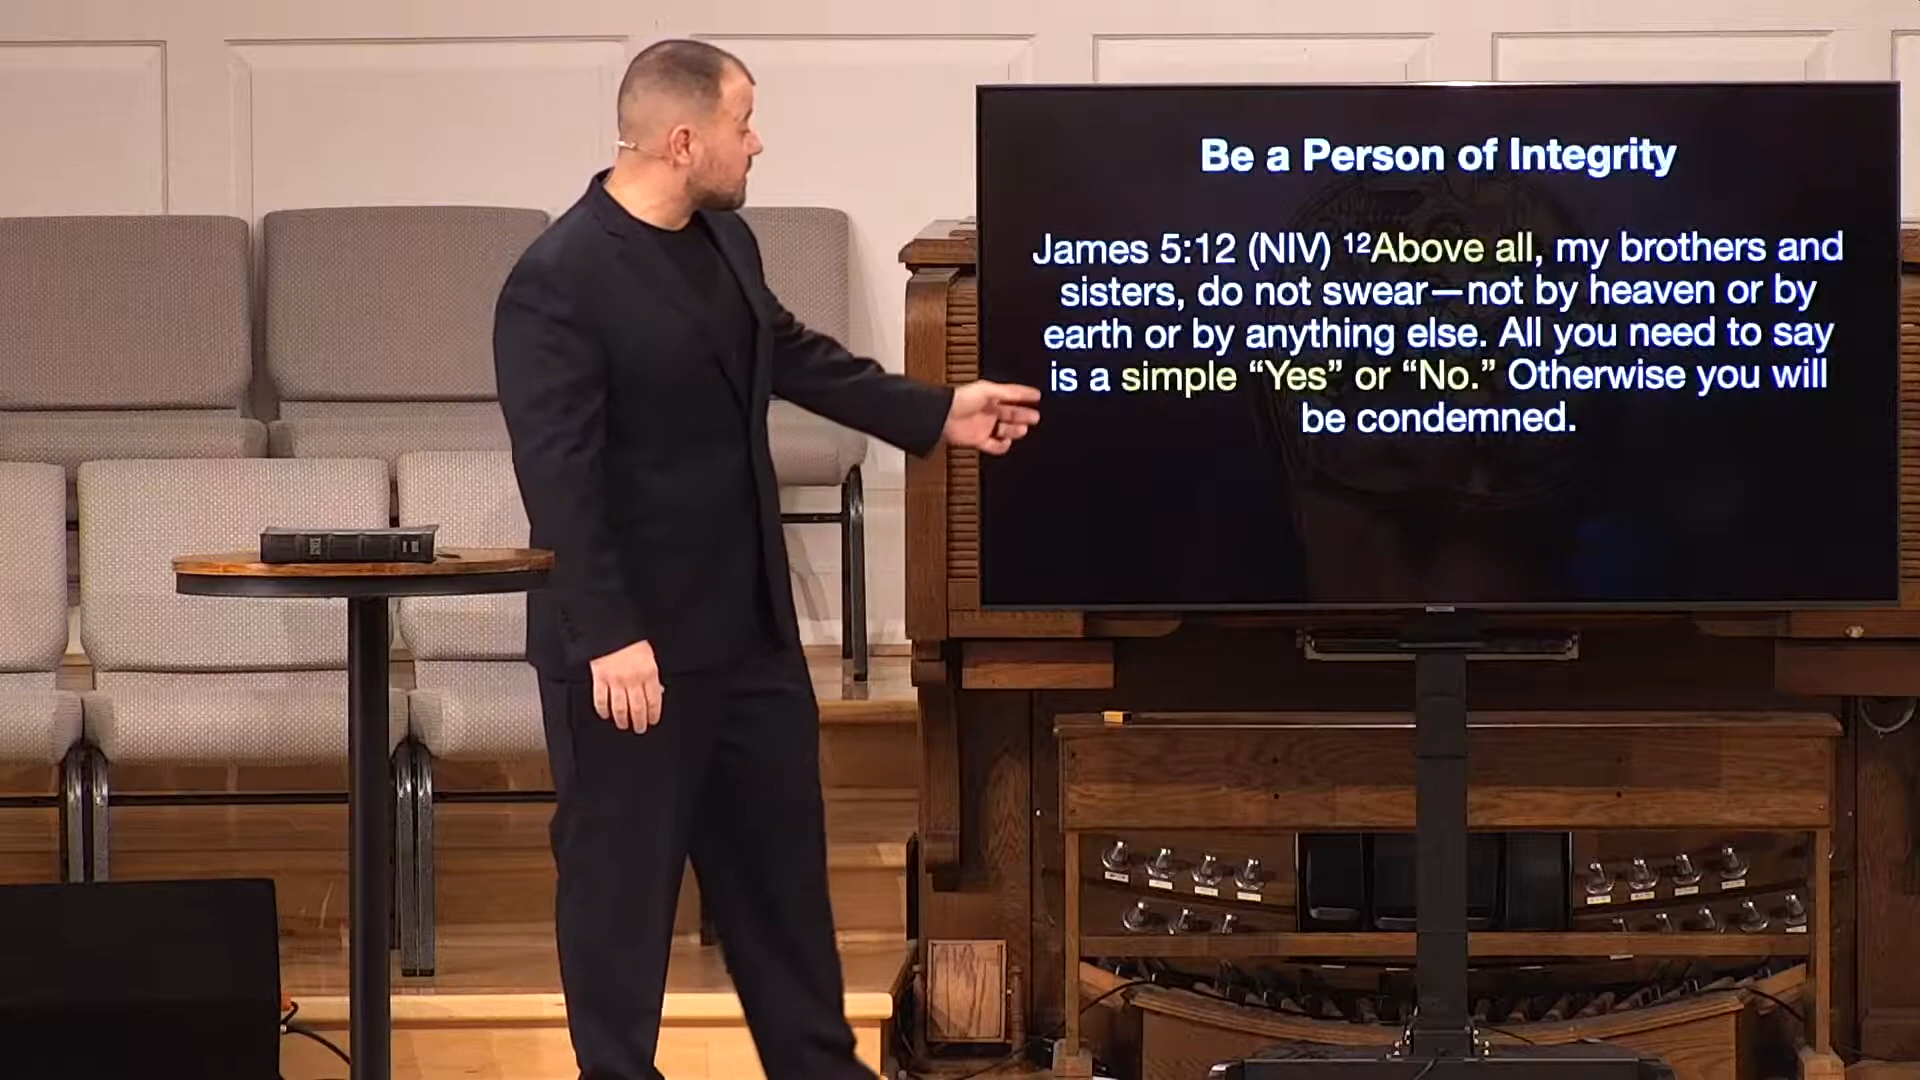 Be a Person of Integrity
James 5:12 (NIV) ¹²Above all, my brothers and
sisters, do not swear—not by heaven or by
earth or by anything else. All you need to say
is a simple “Yes” or “No.” Otherwise you will
be condemned.